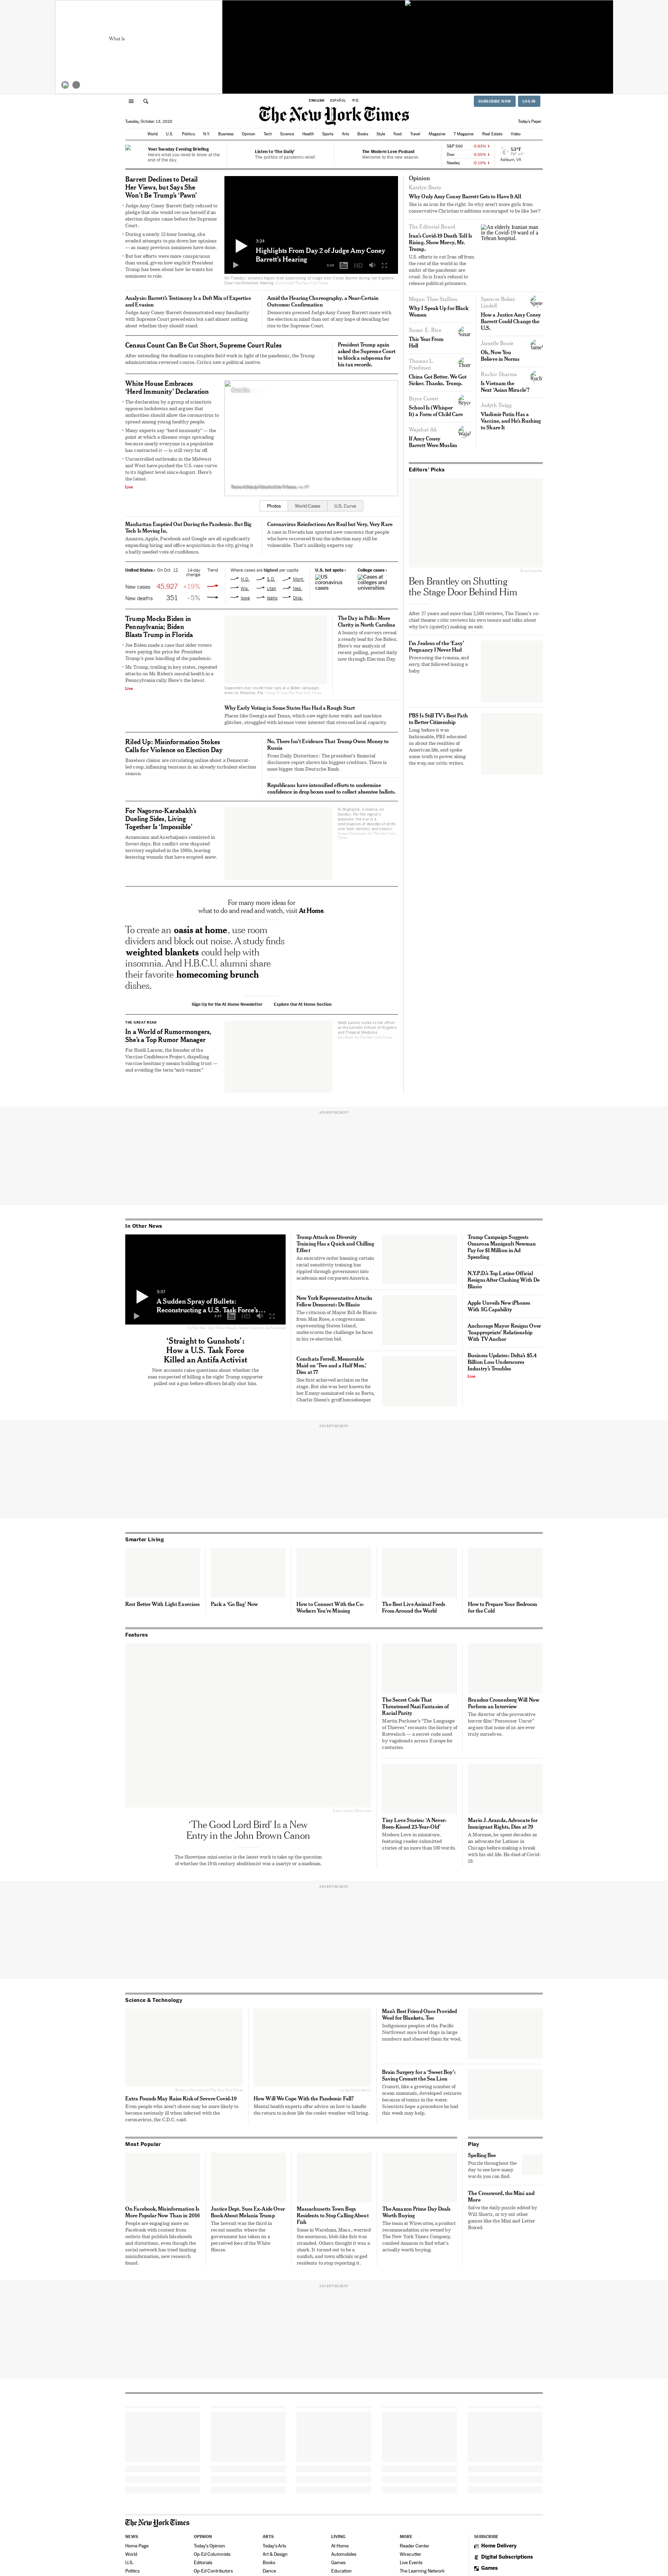 What Is
ENGLISH ESPAÑOL 中文
SUBSCRIBE NOW LOG IN
The New York Times
Tuesday, October 13, 2020
Today's Paper
World U.S. Politics N.Y. Business Opinion Tech Science Health Sports Arts Books Style Food Travel Magazine T Magazine Real Estate Video
Your Tuesday Evening Briefing
Here's what you need to know at the end of the day.
Listen to 'The Daily'
The politics of pandemic relief.
The Modern Love Podcast
Welcome to the new season.
Barrett Declines to Detail
Her Views, but Says She
Won't Be Trump's 'Pawn'
Judge Amy Coney Barrett flatly refused to
pledge that she would recuse herself if an
election dispute came before the Supreme
Court.
During a nearly 12-hour hearing, she
evaded attempts to pin down her opinions
— as many previous nominees have done.
But her efforts were more conspicuous
than usual, given how explicit President
Trump has been about how he wants his
nominees to rule.
3:24
Highlights From Day 2 of Judge Amy Coney
Barrett's Hearing
Analysis: Barrett's Testimony Is a Deft Mix of Expertise
and Evasion
Judge Amy Coney Barrett demonstrated easy familiarity
with Supreme Court precedents but said almost nothing
about whether they should stand.
Amid the Hearing Choreography, a Near-Certain
Outcome: Confirmation
Democrats pressed Judge Amy Coney Barrett more with
the election in mind than out of any hope of derailing her
rise to the Supreme Court.
Census Count Can Be Cut Short, Supreme Court Rules
After extending the deadline to complete field work in light of the pandemic, the Trump
administration reversed course. Critics saw a political motive.
President Trump again
asked the Supreme Court
to block a subpoena for
his tax records.
White House Embraces
'Herd Immunity' Declaration
The declaration by a group of scientists
opposes lockdowns and argues that
authorities should allow the coronavirus to
spread among young healthy people.
Many experts say "herd immunity" — the
point at which a disease stops spreading
because nearly everyone in a population
has contracted it — is still very far off.
Uncontrolled outbreaks in the Midwest
and West have pushed the U.S. case curve
to its highest level since August. Here's
the latest.
Live
Photos World Cases U.S. Curve
Manhattan Emptied Out During the Pandemic. But Big
Tech Is Moving In.
Amazon, Apple, Facebook and Google are all significantly
expanding hiring and office acquisition in the city, giving it
a badly needed vote of confidence.
Coronavirus Reinfections Are Real but Very, Very Rare
A case in Nevada has spurred new concerns that people
who have recovered from the infection may still be
vulnerable. That's unlikely, experts say.
United States › On Oct. 12 14-day change Trend
New cases 45,927 +19%
New deaths 351 –5%
Where cases are highest per capita
N.D. S.D. Mont.
Wis. Utah Neb.
Iowa Idaho Okla.
U.S. hot spots ›
US coronavirus cases
College cases ›
Cases at colleges and universities
Trump Mocks Biden in
Pennsylvania; Biden
Blasts Trump in Florida
Joe Biden made a case that older voters
were paying the price for President
Trump's poor handling of the pandemic.
Mr. Trump, trailing in key states, repeated
attacks on Mr. Biden's mental health in a
Pennsylvania rally. Here's the latest.
Live
The Day in Polls: More
Clarity in North Carolina
A bounty of surveys reveal
a steady lead for Joe Biden.
Here's our analysis of
recent polling, posted daily
now through Election Day.
Why Early Voting in Some States Has Had a Rough Start
Places like Georgia and Texas, which saw eight-hour waits and machine
glitches, struggled with intense voter interest that stressed local capacity.
Riled Up: Misinformation Stokes
Calls for Violence on Election Day
Baseless claims are circulating online about a Democrat-
led coup, inflaming tensions in an already turbulent election
season.
No, There Isn't Evidence That Trump Owes Money to
Russia
From Daily Distortions: The president's financial
disclosure report shows his biggest creditors. There is
none bigger than Deutsche Bank.
Republicans have intensified efforts to undermine
confidence in drop boxes used to collect absentee ballots.
For Nagorno-Karabakh's
Dueling Sides, Living
Together Is 'Impossible'
Armenians and Azerbaijanis coexisted in
Soviet days. But conflict over disputed
territory exploded in the 1990s, leaving
festering wounds that have erupted anew.
For many more ideas for
what to do and read and watch, visit At Home.
To create an oasis at home, use room
dividers and block out noise. A study finds
weighted blankets could help with
insomnia. And H.B.C.U. alumni share
their favorite homecoming brunch
dishes.
Sign Up for the At Home Newsletter Explore Our At Home Section
THE GREAT READ
In a World of Rumormongers,
She's a Top Rumor Manager
For Heidi Larson, the founder of the
Vaccine Confidence Project, dispelling
vaccine hesitancy means building trust —
and avoiding the term "anti-vaxxer."
S&P 500 -0.63%
Dow -0.55%
Nasdaq -0.10%
53°F
Ashburn, VA
Opinion
Katelyn Beaty
Why Only Amy Coney Barrett Gets to Have It All
She is an icon for the right. So why aren't more girls from
conservative Christian traditions encouraged to be like her?
The Editorial Board
Iran's Covid-19 Death Toll Is
Rising. Show Mercy, Mr.
Trump.
U.S. efforts to cut Iran off from
the rest of the world in the
midst of the pandemic are
cruel. So is Iran's refusal to
release political prisoners.
An elderly Iranian man in the Covid-19 ward of a Tehran hospital.
Megan Thee Stallion
Why I Speak Up for Black
Women
Susan E. Rice
This Year From
Hell
Thomas L.
Friedman
China Got Better. We Got
Sicker. Thanks, Trump.
Bryce Covert
School Is (Whisper
It) a Form of Child Care
Wajahat Ali
If Amy Coney
Barrett Were Muslim
Spencer Bokat-
Lindell
How a Justice Amy Coney
Barrett Could Change the
U.S.
Jamelle Bouie
Oh, Now You
Believe in Norms
Ruchir Sharma
Is Vietnam the
Next 'Asian Miracle'?
Judith Twigg
Vladimir Putin Has a
Vaccine, and He's Rushing
to Share It
Editors' Picks
Ben Brantley on Shutting
the Stage Door Behind Him
After 27 years and more than 2,500 reviews, The Times's co-
chief theater critic reviews his own tenure and talks about
why he's (quietly) making an exit.
I'm Jealous of the 'Easy'
Pregnancy I Never Had
Processing the trauma, and
envy, that followed losing a
baby.
PBS Is Still TV's Best Path
to Better Citizenship
Long before it was
fashionable, PBS educated
us about the realities of
American life, and spoke
some truth to power along
the way, our critic writes.
ADVERTISEMENT
In Other News
5:37
A Sudden Spray of Bullets:
Reconstructing a U.S. Task Force's…
'Straight to Gunshots':
How a U.S. Task Force
Killed an Antifa Activist
New accounts raise questions about whether the
man suspected of killing a far-right Trump supporter
pulled out a gun before officers fatally shot him.
Trump Attack on Diversity
Training Has a Quick and Chilling
Effect
An executive order banning certain
racial sensitivity training has
rippled through government into
academia and corporate America.
New York Representative Attacks
Fellow Democrat: De Blasio
The criticism of Mayor Bill de Blasio
from Max Rose, a congressman
representing Staten Island,
underscores the challenge he faces
in his re-election bid.
Conchata Ferrell, Memorable
Maid on 'Two and a Half Men,'
Dies at 77
She first achieved acclaim on the
stage. But she was best known for
her Emmy-nominated role as Berta,
Charlie Sheen's gruff housekeeper.
Trump Campaign Suggests
Omarosa Manigault Newman
Pay for $1 Million in Ad
Spending
N.Y.P.D.'s Top Latino Official
Resigns After Clashing With De
Blasio
Apple Unveils New iPhones
With 5G Capability
Anchorage Mayor Resigns Over
'Inappropriate' Relationship
With TV Anchor
Business Updates: Delta's $5.4
Billion Loss Underscores
Industry's Troubles
Live
ADVERTISEMENT
Smarter Living
Rest Better With Light Exercises
Pack a 'Go Bag' Now
How to Connect With the Co-
Workers You're Missing
The Best Live Animal Feeds
From Around the World
How to Prepare Your Bedroom
for the Cold
Features
'The Good Lord Bird' Is a New
Entry in the John Brown Canon
The Showtime mini-series is the latest work to take up the question
of whether the 19th century abolitionist was a martyr or a madman.
The Secret Code That
Threatened Nazi Fantasies of
Racial Purity
Martin Puchner's "The Language
of Thieves" recounts the history of
Rotwelsch — a secret code used
by vagabonds across Europe for
centuries.
Brandon Cronenberg Will Now
Perform an Interview
The director of the provocative
horror film "Possessor Uncut"
argues that none of us are ever
truly ourselves.
Tiny Love Stories: 'A Never-
Been-Kissed 23-Year-Old'
Modern Love in miniature,
featuring reader-submitted
stories of no more than 100 words.
Mario J. Aranda, Advocate for
Immigrant Rights, Dies at 79
A Mormon, he spent decades as
an advocate for Latinos in
Chicago before making a break
with his old life. He died of Covid-
19.
ADVERTISEMENT
Science & Technology
Extra Pounds May Raise Risk of Severe Covid-19
Even people who aren't obese may be more likely to
become seriously ill when infected with the
coronavirus, the C.D.C. said.
How Will We Cope With the Pandemic Fall?
Mental health experts offer advice on how to handle
the return to indoor life the cooler weather will bring.
Man's Best Friend Once Provided
Wool for Blankets, Too
Indigenous peoples of the Pacific
Northwest once bred dogs in large
numbers and sheared them for wool.
Brain Surgery for a 'Sweet Boy':
Saving Cronutt the Sea Lion
Cronutt, like a growing number of
ocean mammals, developed seizures
because of toxins in the water.
Scientists hope a procedure he had
this week may help.
Most Popular
On Facebook, Misinformation Is
More Popular Now Than in 2016
People are engaging more on
Facebook with content from
outlets that publish falsehoods
and distortions, even though the
social network has tried limiting
misinformation, new research
found.
Justice Dept. Sues Ex-Aide Over
Book About Melania Trump
The lawsuit was the third in
recent months where the
government has taken on a
perceived foes of the White
House.
Massachusetts Town Begs
Residents to Stop Calling About
Fish
Some in Wareham, Mass., worried
the enormous, blob-like fish was
stranded. Others thought it was a
shark. It turned out to be a
sunfish, and town officials urged
residents to stop reporting it.
The Amazon Prime Day Deals
Worth Buying
The team at Wirecutter, a product
recommendation site owned by
The New York Times Company,
combed Amazon to find what's
actually worth buying.
Play
Spelling Bee
Puzzle throughout the
day to see how many
words you can find.
The Crossword, the Mini and
More
Solve the daily puzzle edited by
Will Shortz, or try out other
games like the Mini and Letter
Boxed.
ADVERTISEMENT
The New York Times
NEWS
Home Page
World
U.S.
Politics
OPINION
Today's Opinion
Op-Ed Columnists
Editorials
Op-Ed Contributors
ARTS
Today's Arts
Art & Design
Books
Dance
LIVING
At Home
Automobiles
Games
Education
MORE
Reader Center
Wirecutter
Live Events
The Learning Network
SUBSCRIBE
Home Delivery
Digital Subscriptions
Games